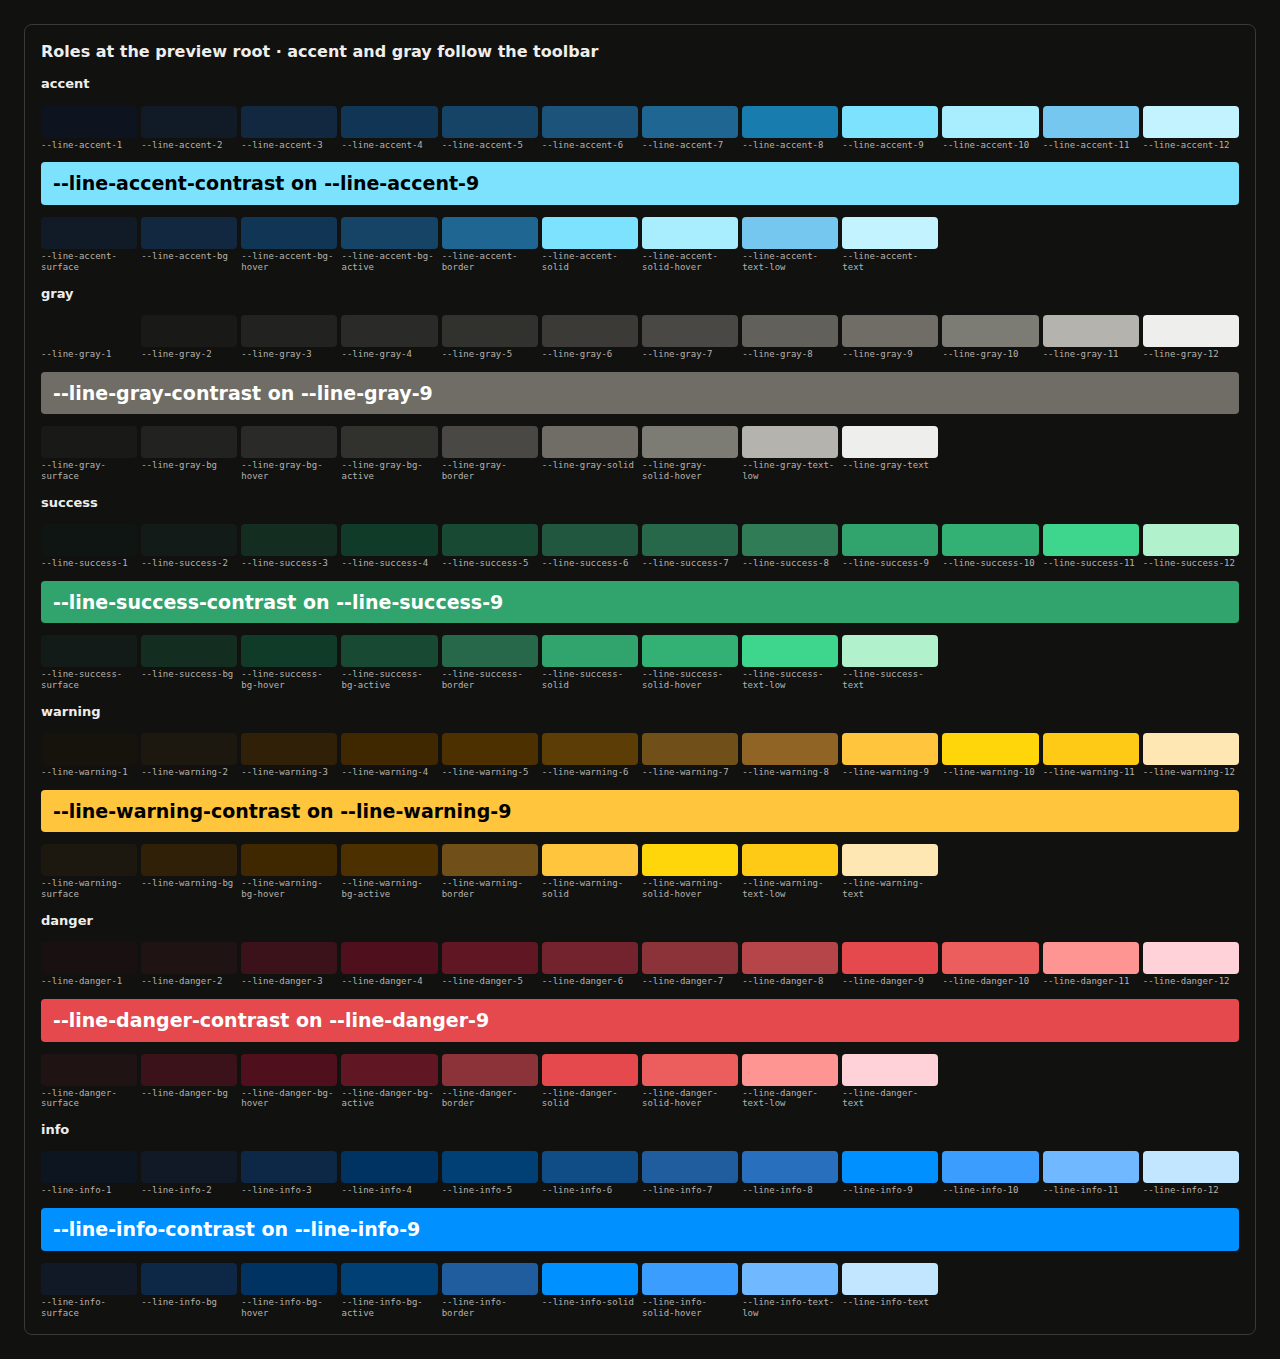 Roles at the preview root · accent and gray follow the toolbar
accent
--line-accent-1 --line-accent-2 --line-accent-3 --line-accent-4 --line-accent-5 --line-accent-6 --line-accent-7 --line-accent-8 --line-accent-9 --line-accent-10 --line-accent-11 --line-accent-12
--line-accent-contrast on --line-accent-9
--line-accent- --line-accent-bg --line-accent-bg- --line-accent-bg- --line-accent- --line-accent- --line-accent- --line-accent- --line-accent-
surface hover active border solid solid-hover text-low text
gray
--line-gray-1 --line-gray-2 --line-gray-3 --line-gray-4 --line-gray-5 --line-gray-6 --line-gray-7 --line-gray-8 --line-gray-9 --line-gray-10 --line-gray-11 --line-gray-12
--line-gray-contrast on --line-gray-9
--line-gray- --line-gray-bg --line-gray-bg- --line-gray-bg- --line-gray- --line-gray-solid --line-gray- --line-gray-text- --line-gray-text
surface hover active border solid-hover low
success
--line-success-1 --line-success-2 --line-success-3 --line-success-4 --line-success-5 --line-success-6 --line-success-7 --line-success-8 --line-success-9 --line-success-10 --line-success-11 --line-success-12
--line-success-contrast on --line-success-9
--line-success- --line-success-bg --line-success- --line-success- --line-success- --line-success- --line-success- --line-success- --line-success-
surface bg-hover bg-active border solid solid-hover text-low text
warning
--line-warning-1 --line-warning-2 --line-warning-3 --line-warning-4 --line-warning-5 --line-warning-6 --line-warning-7 --line-warning-8 --line-warning-9 --line-warning-10 --line-warning-11 --line-warning-12
--line-warning-contrast on --line-warning-9
--line-warning- --line-warning-bg --line-warning- --line-warning- --line-warning- --line-warning- --line-warning- --line-warning- --line-warning-
surface bg-hover bg-active border solid solid-hover text-low text
danger
--line-danger-1 --line-danger-2 --line-danger-3 --line-danger-4 --line-danger-5 --line-danger-6 --line-danger-7 --line-danger-8 --line-danger-9 --line-danger-10 --line-danger-11 --line-danger-12
--line-danger-contrast on --line-danger-9
--line-danger- --line-danger-bg --line-danger-bg- --line-danger-bg- --line-danger- --line-danger- --line-danger- --line-danger- --line-danger-
surface hover active border solid solid-hover text-low text
info
--line-info-1 --line-info-2 --line-info-3 --line-info-4 --line-info-5 --line-info-6 --line-info-7 --line-info-8 --line-info-9 --line-info-10 --line-info-11 --line-info-12
--line-info-contrast on --line-info-9
--line-info- --line-info-bg --line-info-bg- --line-info-bg- --line-info- --line-info-solid --line-info- --line-info-text- --line-info-text
surface hover active border solid-hover low